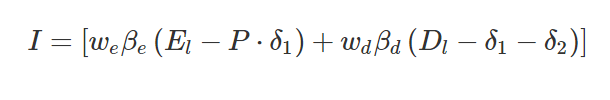 I = [w_e β_e (E_l − P · δ_1) + w_d β_d (D_l − δ_1 − δ_2)]